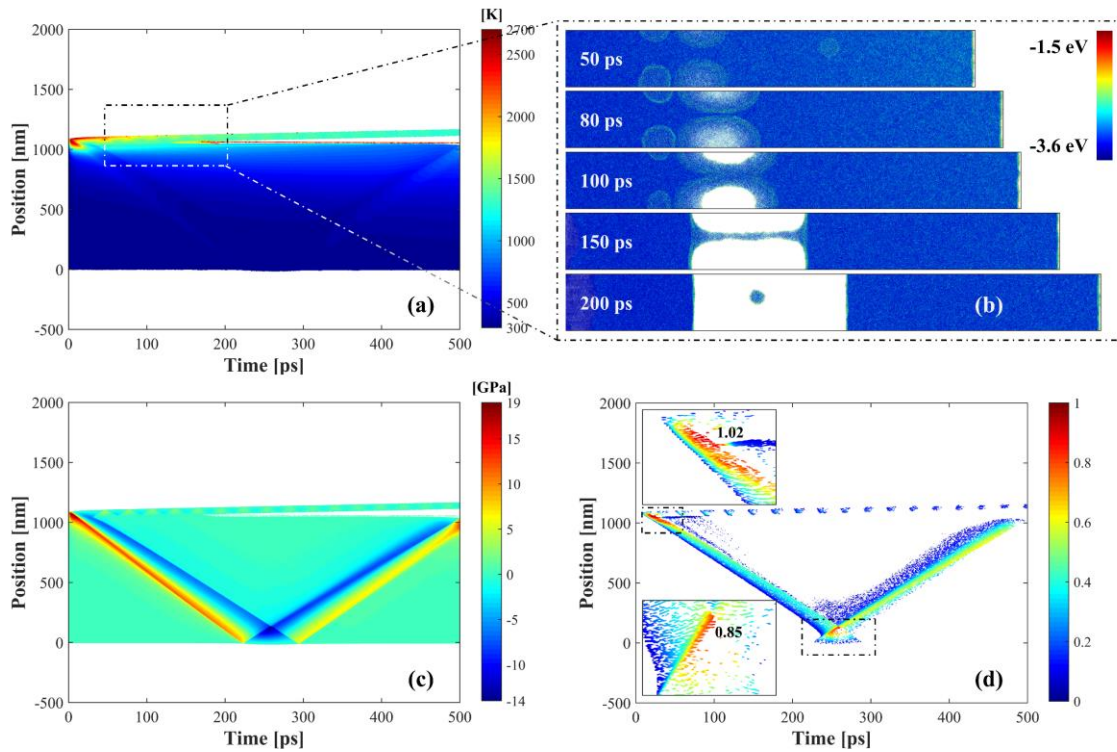 [K]
2000
1500
1000
500
0
-500
Position [nm]
0 100 200 300 400 500
Time [ps]
(a)
2700
2500
2000
1500
1000
500
300
50 ps
80 ps
100 ps
150 ps
200 ps
(b)
-1.5 eV
-3.6 eV
[GPa]
2000
1500
1000
500
0
-500
Position [nm]
0 100 200 300 400 500
Time [ps]
(c)
19
15
10
5
0
-5
-10
-14
2000
1500
1000
500
0
-500
Position [nm]
0 100 200 300 400 500
Time [ps]
1.02
0.85
(d)
1
0.8
0.6
0.4
0.2
0